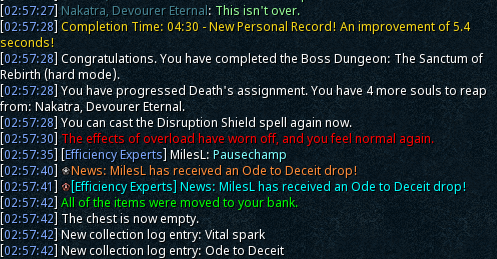 [02:57:27] Nakatra, Devourer Eternal: This isn't over.
[02:57:28] Completion Time: 04:30 - New Personal Record! An improvement of 5.4
seconds!
[02:57:28] Congratulations. You have completed the Boss Dungeon: The Sanctum of
Rebirth (hard mode).
[02:57:28] You have progressed Death's assignment. You have 4 more souls to reap
from: Nakatra, Devourer Eternal.
[02:57:28] You can cast the Disruption Shield spell again now.
[02:57:30] The effects of overload have worn off, and you feel normal again.
[02:57:35] [Efficiency Experts] MilesL: Pausechamp
[02:57:40] News: MilesL has received an Ode to Deceit drop!
[02:57:41] [Efficiency Experts] News: MilesL has received an Ode to Deceit drop!
[02:57:42] All of the items were moved to your bank.
[02:57:42] The chest is now empty.
[02:57:42] New collection log entry: Vital spark
[02:57:42] New collection log entry: Ode to Deceit